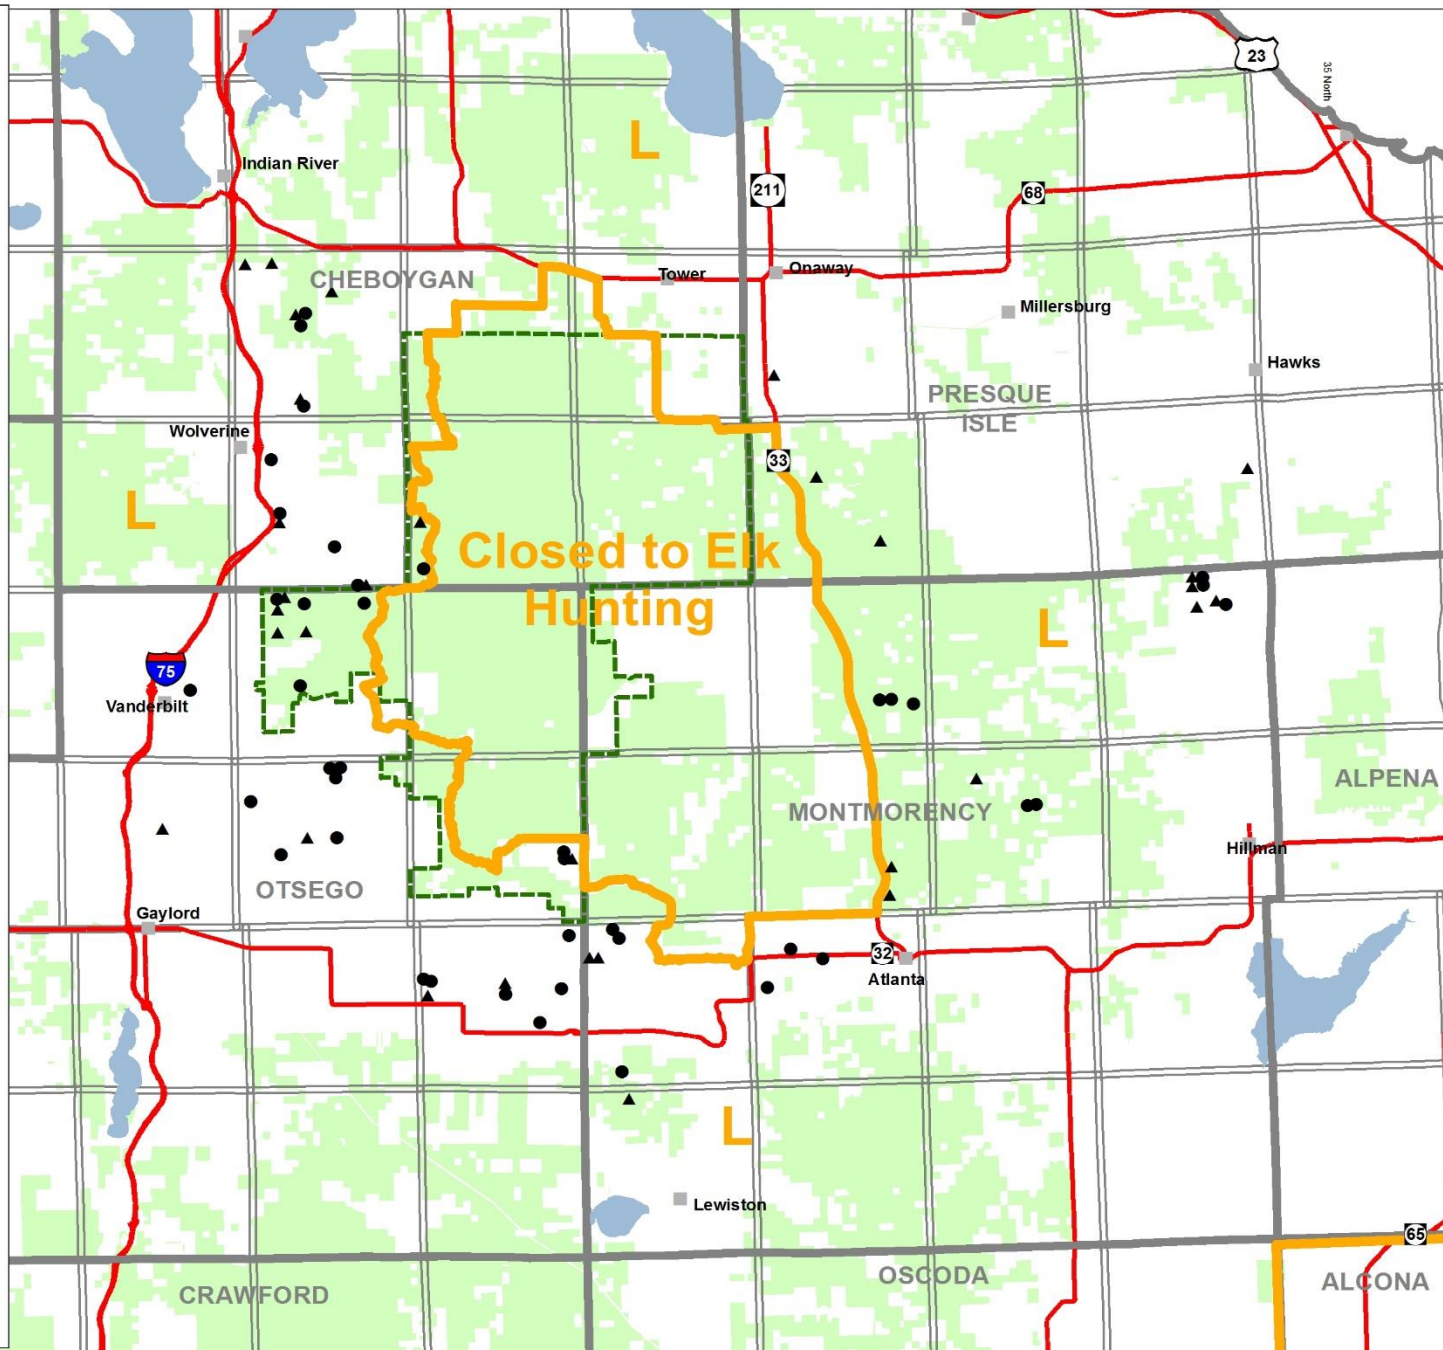 23
35 North
L
Indian River
211
68
CHEBOYGAN
Tower
Onaway
Millersburg
Hawks
PRESQUE
ISLE
Wolverine
33
L
Closed to Elk
Hunting
L
75
Vanderbilt
ALPENA
MONTMORENCY
Hillman
OTSEGO
Gaylord
32
Atlanta
L
Lewiston
65
OSCODA
ALCONA
CRAWFORD